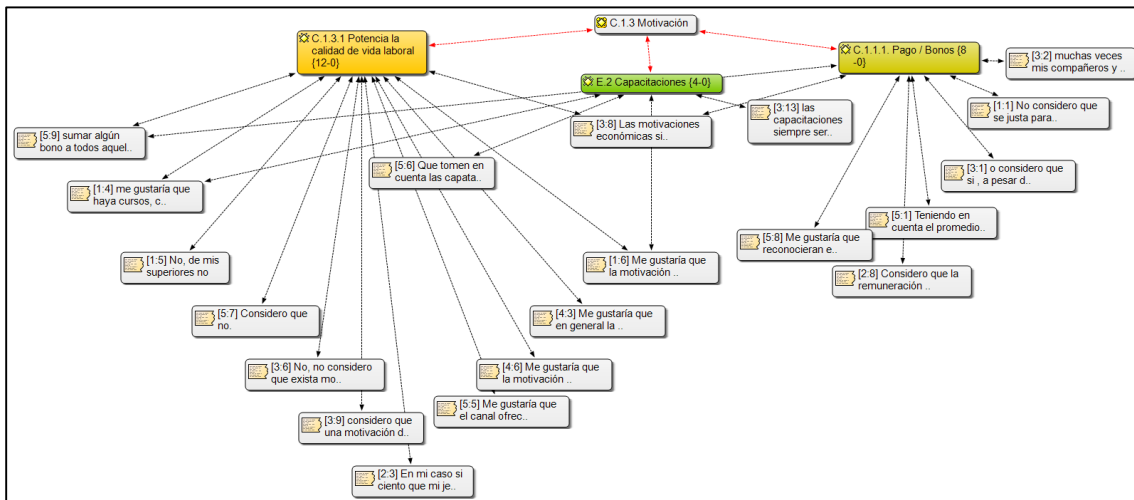 C.1.3 Motivación
C.1.3.1 Potencia la
calidad de vida laboral
{12-0}
C.1.1.1. Pago / Bonos {8
-0}
E.2 Capacitaciones {4-0}
[3:2] muchas veces
mis compañeros y ..
[1:1] No considero que
se justa para..
[3:13] las
capacitaciones
siempre ser..
[3:8] Las motivaciones
económicas si..
[5:9] sumar algún
bono a todos aquel..
[5:6] Que tomen en
cuenta las capata..
[3:1] o considero que
si , a pesar d..
[1:4] me gustaría que
haya cursos, c..
[5:1] Teniendo en
cuenta el promedio..
[5:8] Me gustaría que
reconocieran e..
[1:5] No, de mis
superiores no
[1:6] Me gustaría que
la motivación ..
[2:8] Considero que la
remuneración ..
[5:7] Considero que
no.
[4:3] Me gustaría que
en general la ..
[3:6] No, no considero
que exista mo..
[4:6] Me gustaría que
la motivación ..
[5:5] Me gustaría que
el canal ofrec..
[3:9] considero que
una motivación d..
[2:3] En mi caso si
ciento que mi je..